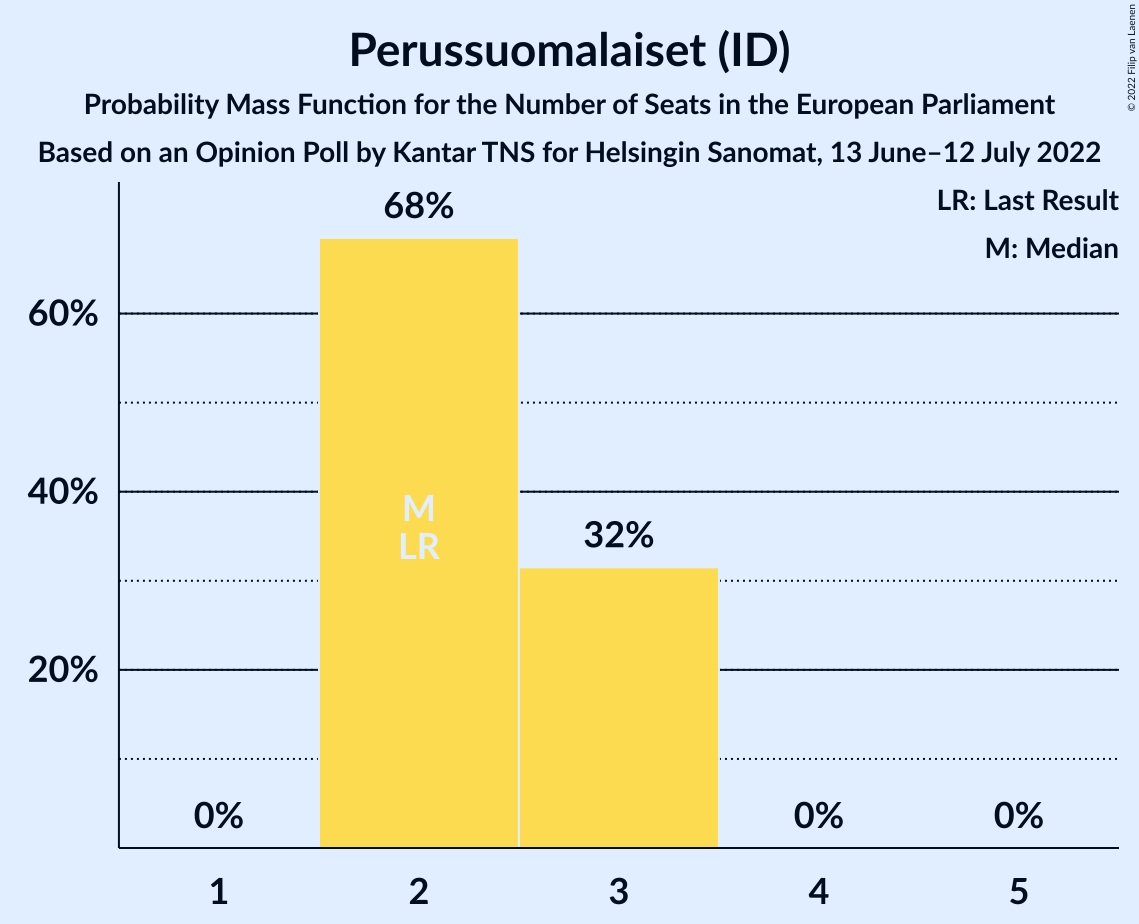 Perussuomalaiset (ID)
Probability Mass Function for the Number of Seats in the European Parliament
Based on an Opinion Poll by Kantar TNS for Helsingin Sanomat, 13 June–12 July 2022
© 2022 Filip van Laenen
LR: Last Result
M: Median
68%
60%
40%
M
LR
32%
20%
0%
0%
0%
1
2
3
4
5